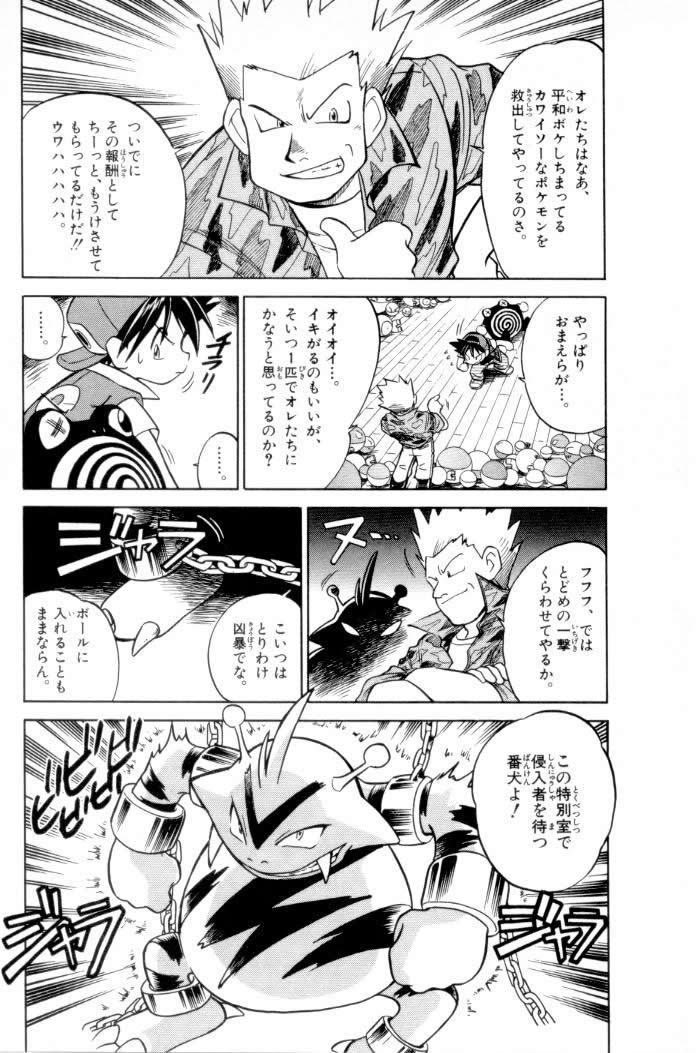 オレたちはなあ、
平和ボケしちまってる
カワイソーなポケモンを
救出してやってるのさ。
ついでに
その報酬として
ちーっと、もうけさせて
もらってるだけだ!!
ウワハハハハハ。
やっぱり
おまえらが…。
オイオイ…。
イキがるのもいいが、
そいつ1匹でオレたちに
かなうと思ってるのか?
チラリ
……。
……。
フフフ、では
とどめの一撃
くらわせてやるか。
ヌ…
こいつは
とりわけ
凶暴でな。
ジャラ
ボールに
入れることも
ままならん。
この特別室で
侵入者を待つ
番犬よ!
ビビビ
ジャラ
ジャラ